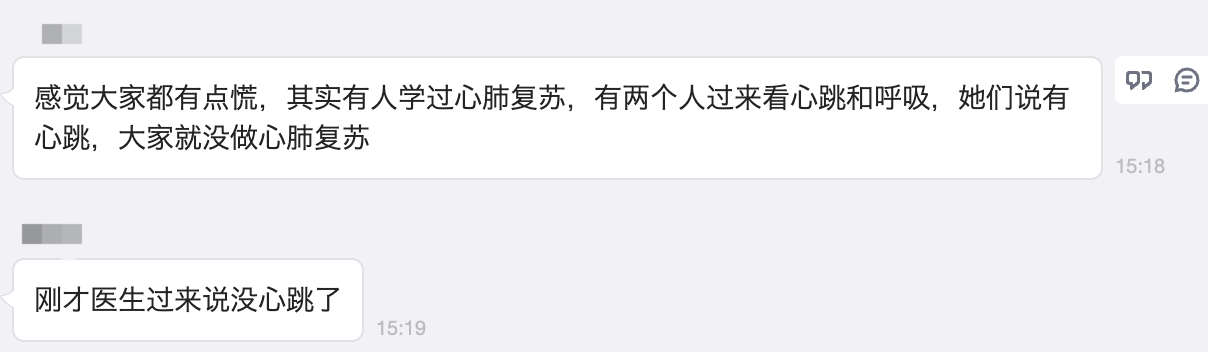 感觉大家都有点慌，其实有人学过心肺复苏，有两个人过来看心跳和呼吸，她们说有
心跳，大家就没做心肺复苏
15:18
刚才医生过来说没心跳了
15:19